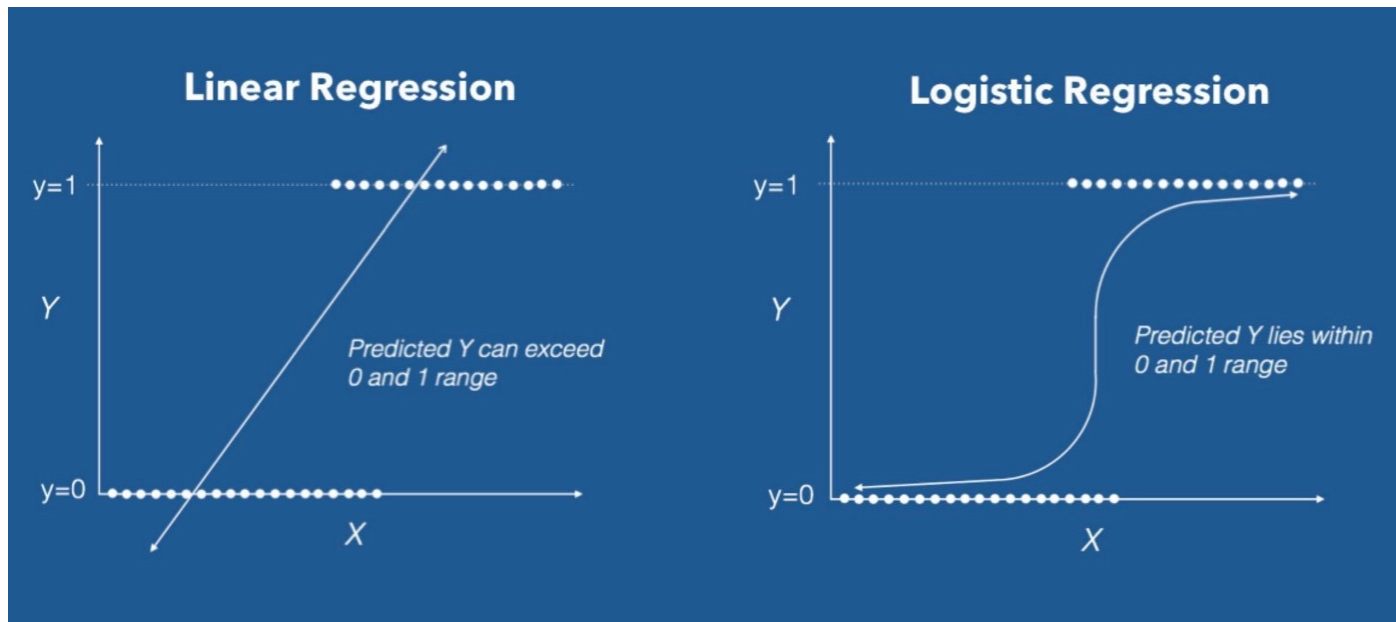 Linear Regression
y=1
Y
Predicted Y can exceed
0 and 1 range
y=0
X
Logistic Regression
y=1
Y
Predicted Y lies within
0 and 1 range
y=0
X